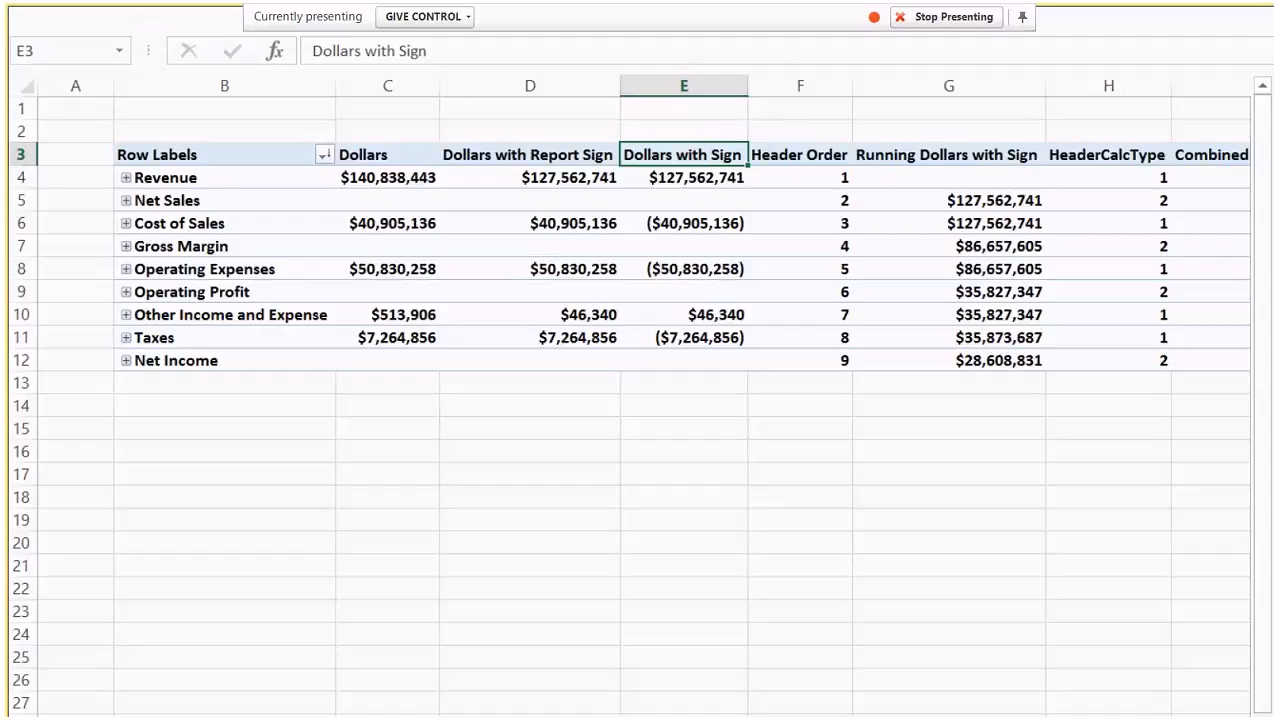 Currently presenting GIVE CONTROL Stop Presenting
E3 fx Dollars with Sign
A B C D E F G H
1
2
3 Row Labels Dollars Dollars with Report Sign Dollars with Sign Header Order Running Dollars with Sign HeaderCalcType Combined
4 Revenue $140,838,443 $127,562,741 $127,562,741 1 1
5 Net Sales 2 $127,562,741 2
6 Cost of Sales $40,905,136 $40,905,136 ($40,905,136) 3 $127,562,741 1
7 Gross Margin 4 $86,657,605 2
8 Operating Expenses $50,830,258 $50,830,258 ($50,830,258) 5 $86,657,605 1
9 Operating Profit 6 $35,827,347 2
10 Other Income and Expense $513,906 $46,340 $46,340 7 $35,827,347 1
11 Taxes $7,264,856 $7,264,856 ($7,264,856) 8 $35,873,687 1
12 Net Income 9 $28,608,831 2
13
14
15
16
17
18
19
20
21
22
23
24
25
26
27